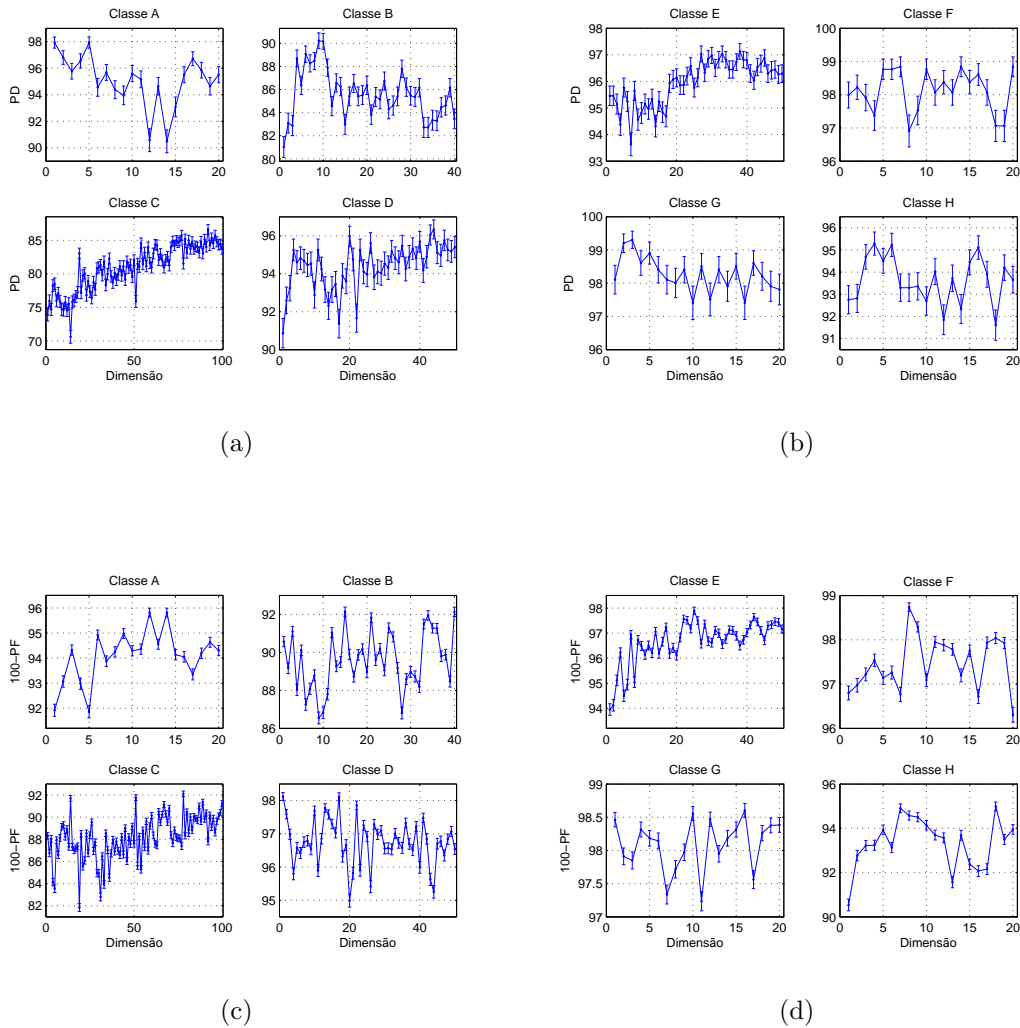 Classe A
Classe B
98
96
94
92
90
PD
0 5 10 15 20
90
88
86
84
82
80
0 10 20 30 40
Classe C
Classe D
85
80
75
70
PD
0 50 100
Dimensão
96
94
92
90
0 20 40
Dimensão
(a)
Classe E
Classe F
97
96
95
94
93
PD
0 20 40
100
99
98
97
96
0 5 10 15 20
Classe G
Classe H
100
99
98
97
96
PD
0 5 10 15 20
Dimensão
96
95
94
93
92
91
0 5 10 15 20
Dimensão
(b)
Classe A
Classe B
96
95
94
93
92
100−PF
0 5 10 15 20
92
90
88
86
0 10 20 30 40
Classe C
Classe D
92
90
88
86
84
82
100−PF
0 50 100
Dimensão
98
97
96
95
0 20 40
Dimensão
(c)
Classe E
Classe F
98
97
96
95
94
93
100−PF
0 20 40
99
98
97
96
0 5 10 15 20
Classe G
Classe H
99
98.5
98
97.5
97
100−PF
0 5 10 15 20
Dimensão
96
94
92
90
0 5 10 15 20
Dimensão
(d)